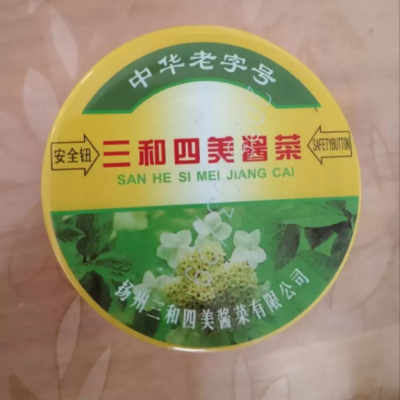 中华老字号
安全钮
三和四美酱菜
SAFETYBUTTON
SAN HE SI MEI JIANG CAI
扬州三和四美酱菜有限公司